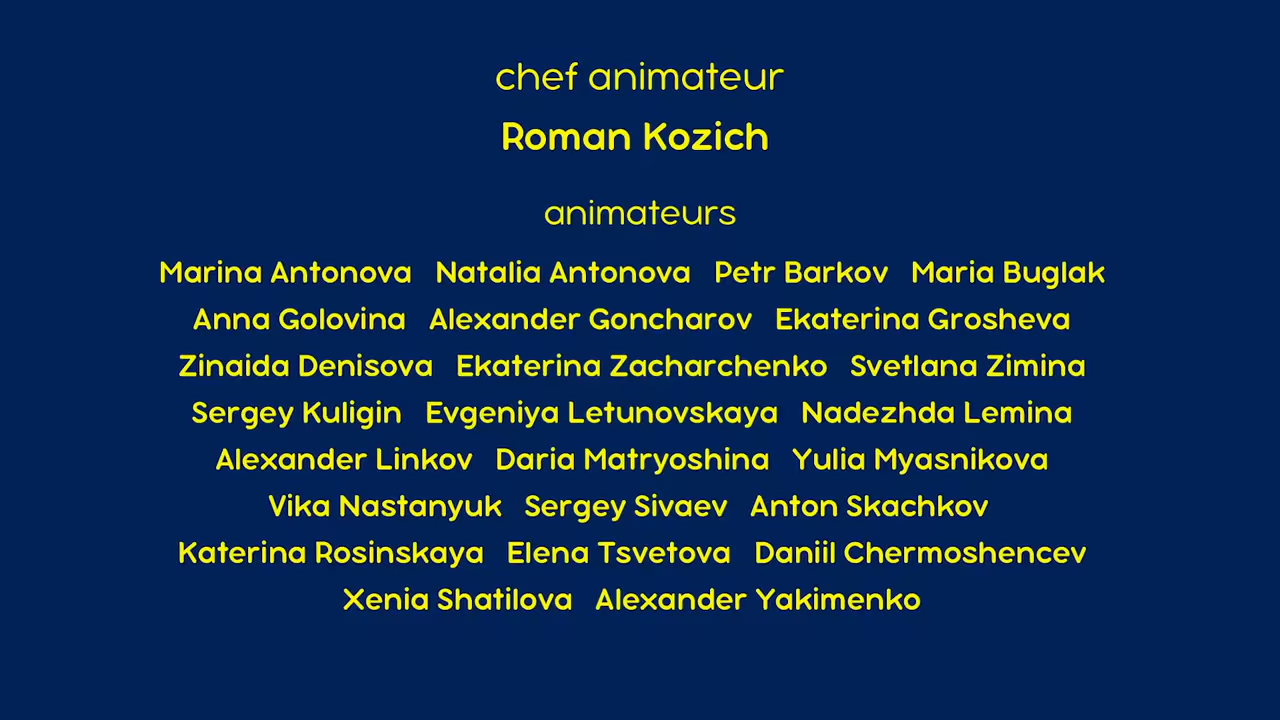 chef animateur
Roman Kozich
animateurs
Marina Antonova Natalia Antonova Petr Barkov Maria Buglak
Anna Golovina Alexander Goncharov Ekaterina Grosheva
Zinaida Denisova Ekaterina Zacharchenko Svetlana Zimina
Sergey Kuligin Evgeniya Letunovskaya Nadezhda Lemina
Alexander Linkov Daria Matryoshina Yulia Myasnikova
Vika Nastanyuk Sergey Sivaev Anton Skachkov
Katerina Rosinskaya Elena Tsvetova Daniil Chermoshencev
Xenia Shatilova Alexander Yakimenko